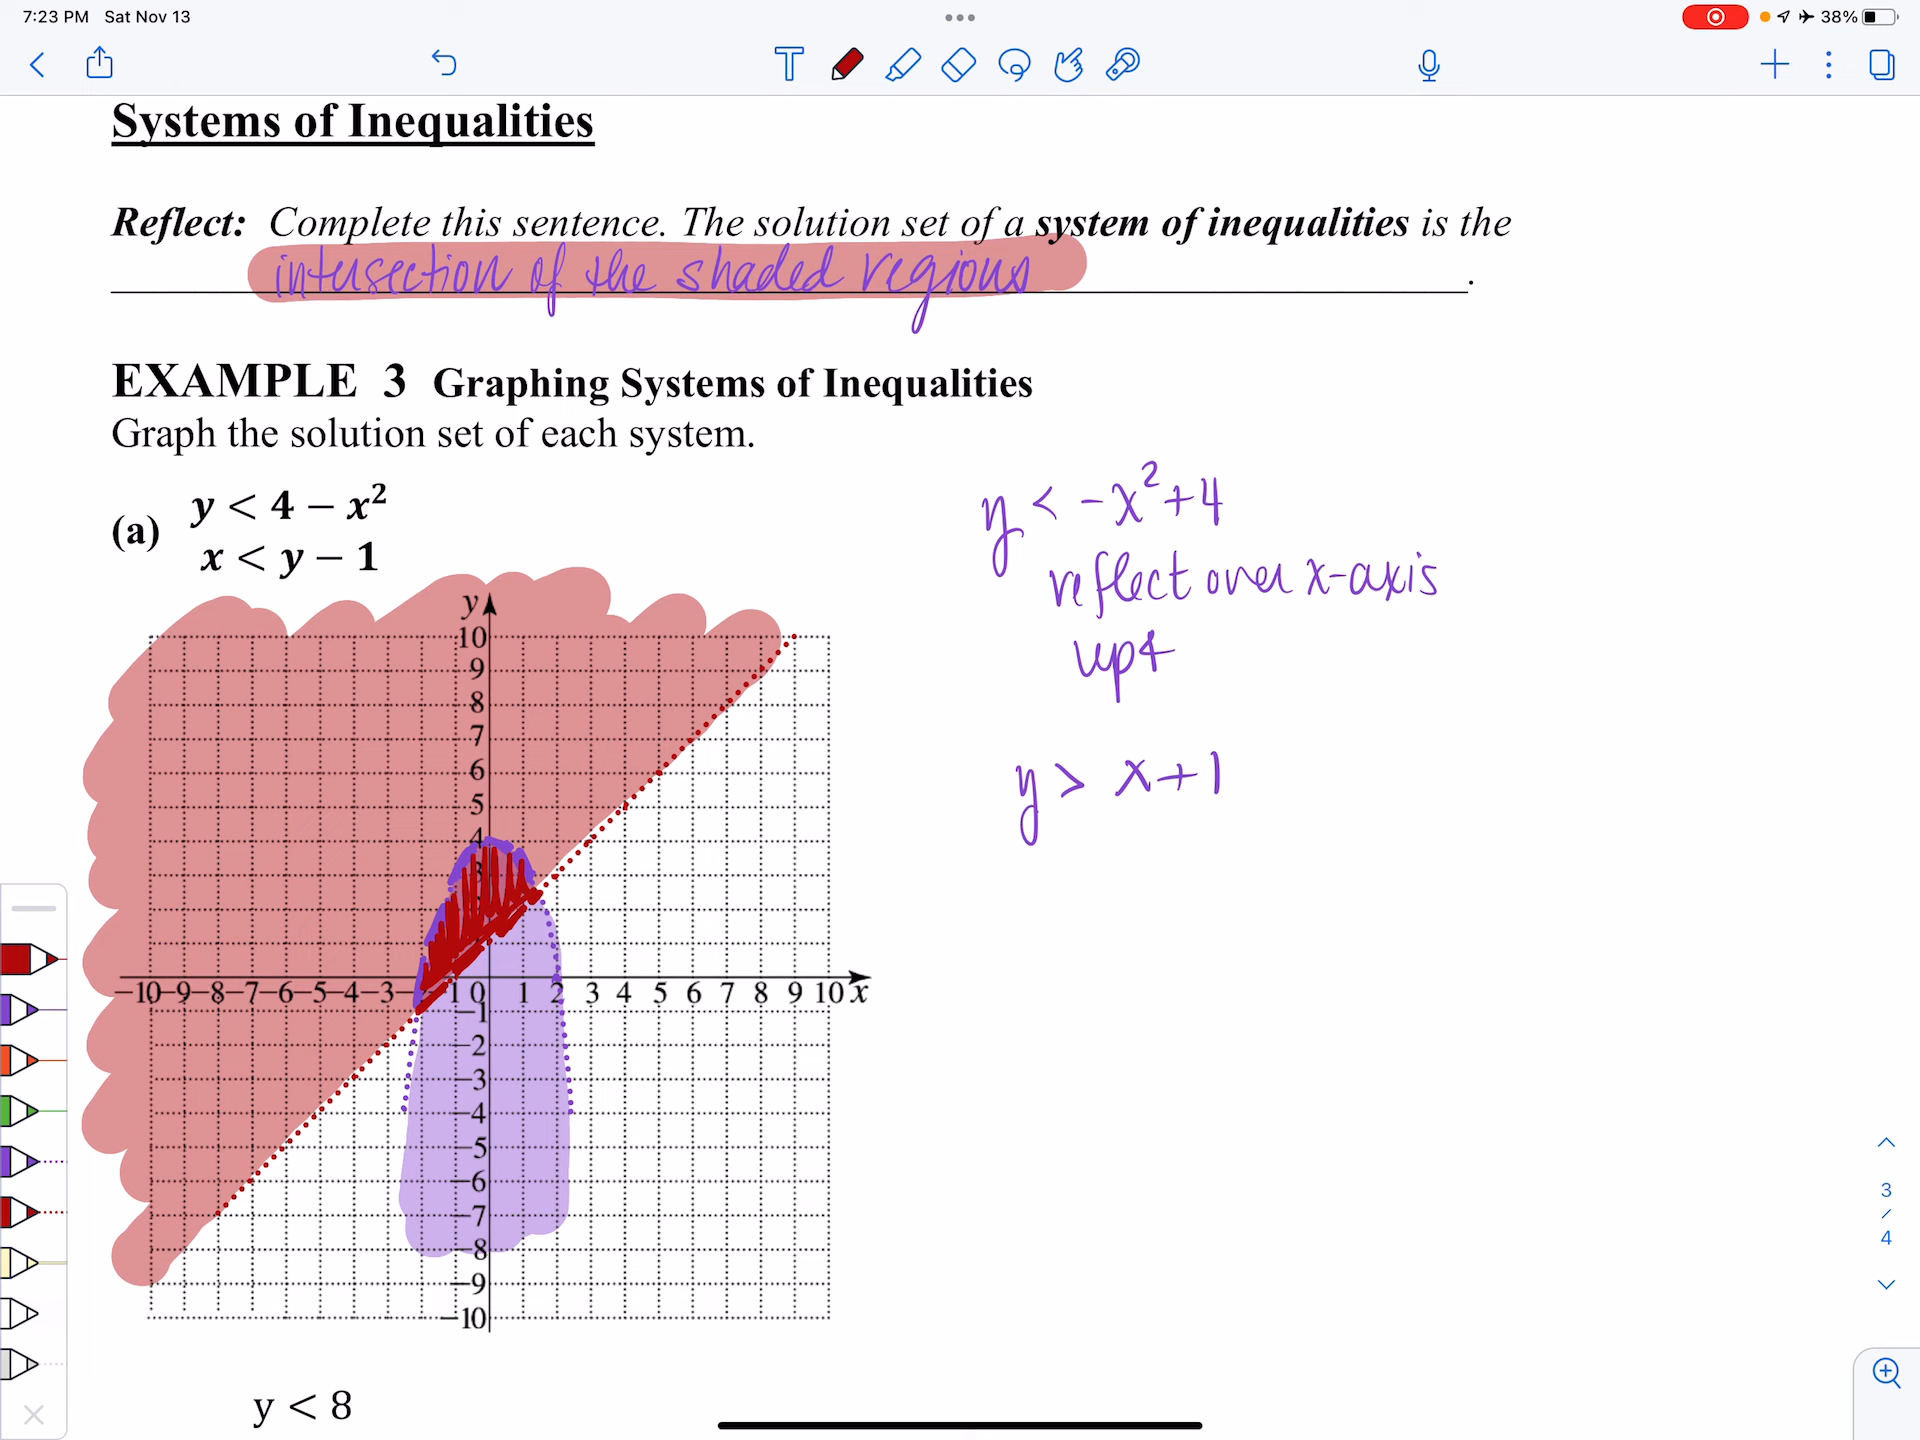 7:23 PM Sat Nov 13
38%
Systems of Inequalities
Reflect: Complete this sentence. The solution set of a system of inequalities is the
intersection of the shaded regions.
EXAMPLE 3 Graphing Systems of Inequalities
Graph the solution set of each system.
(a) y < 4 − x²
x < y − 1
y < -x²+4
reflect over x-axis
up 4
y > x+1
y
10
9
8
7
6
5
4
3
−10 −9 −8 −7 −6 −5 −4 −3 − 1 0 1 2 3 4 5 6 7 8 9 10 x
−1
−2
−3
−4
−5
−6
−7
−8
−9
−10
y < 8
3
/
4